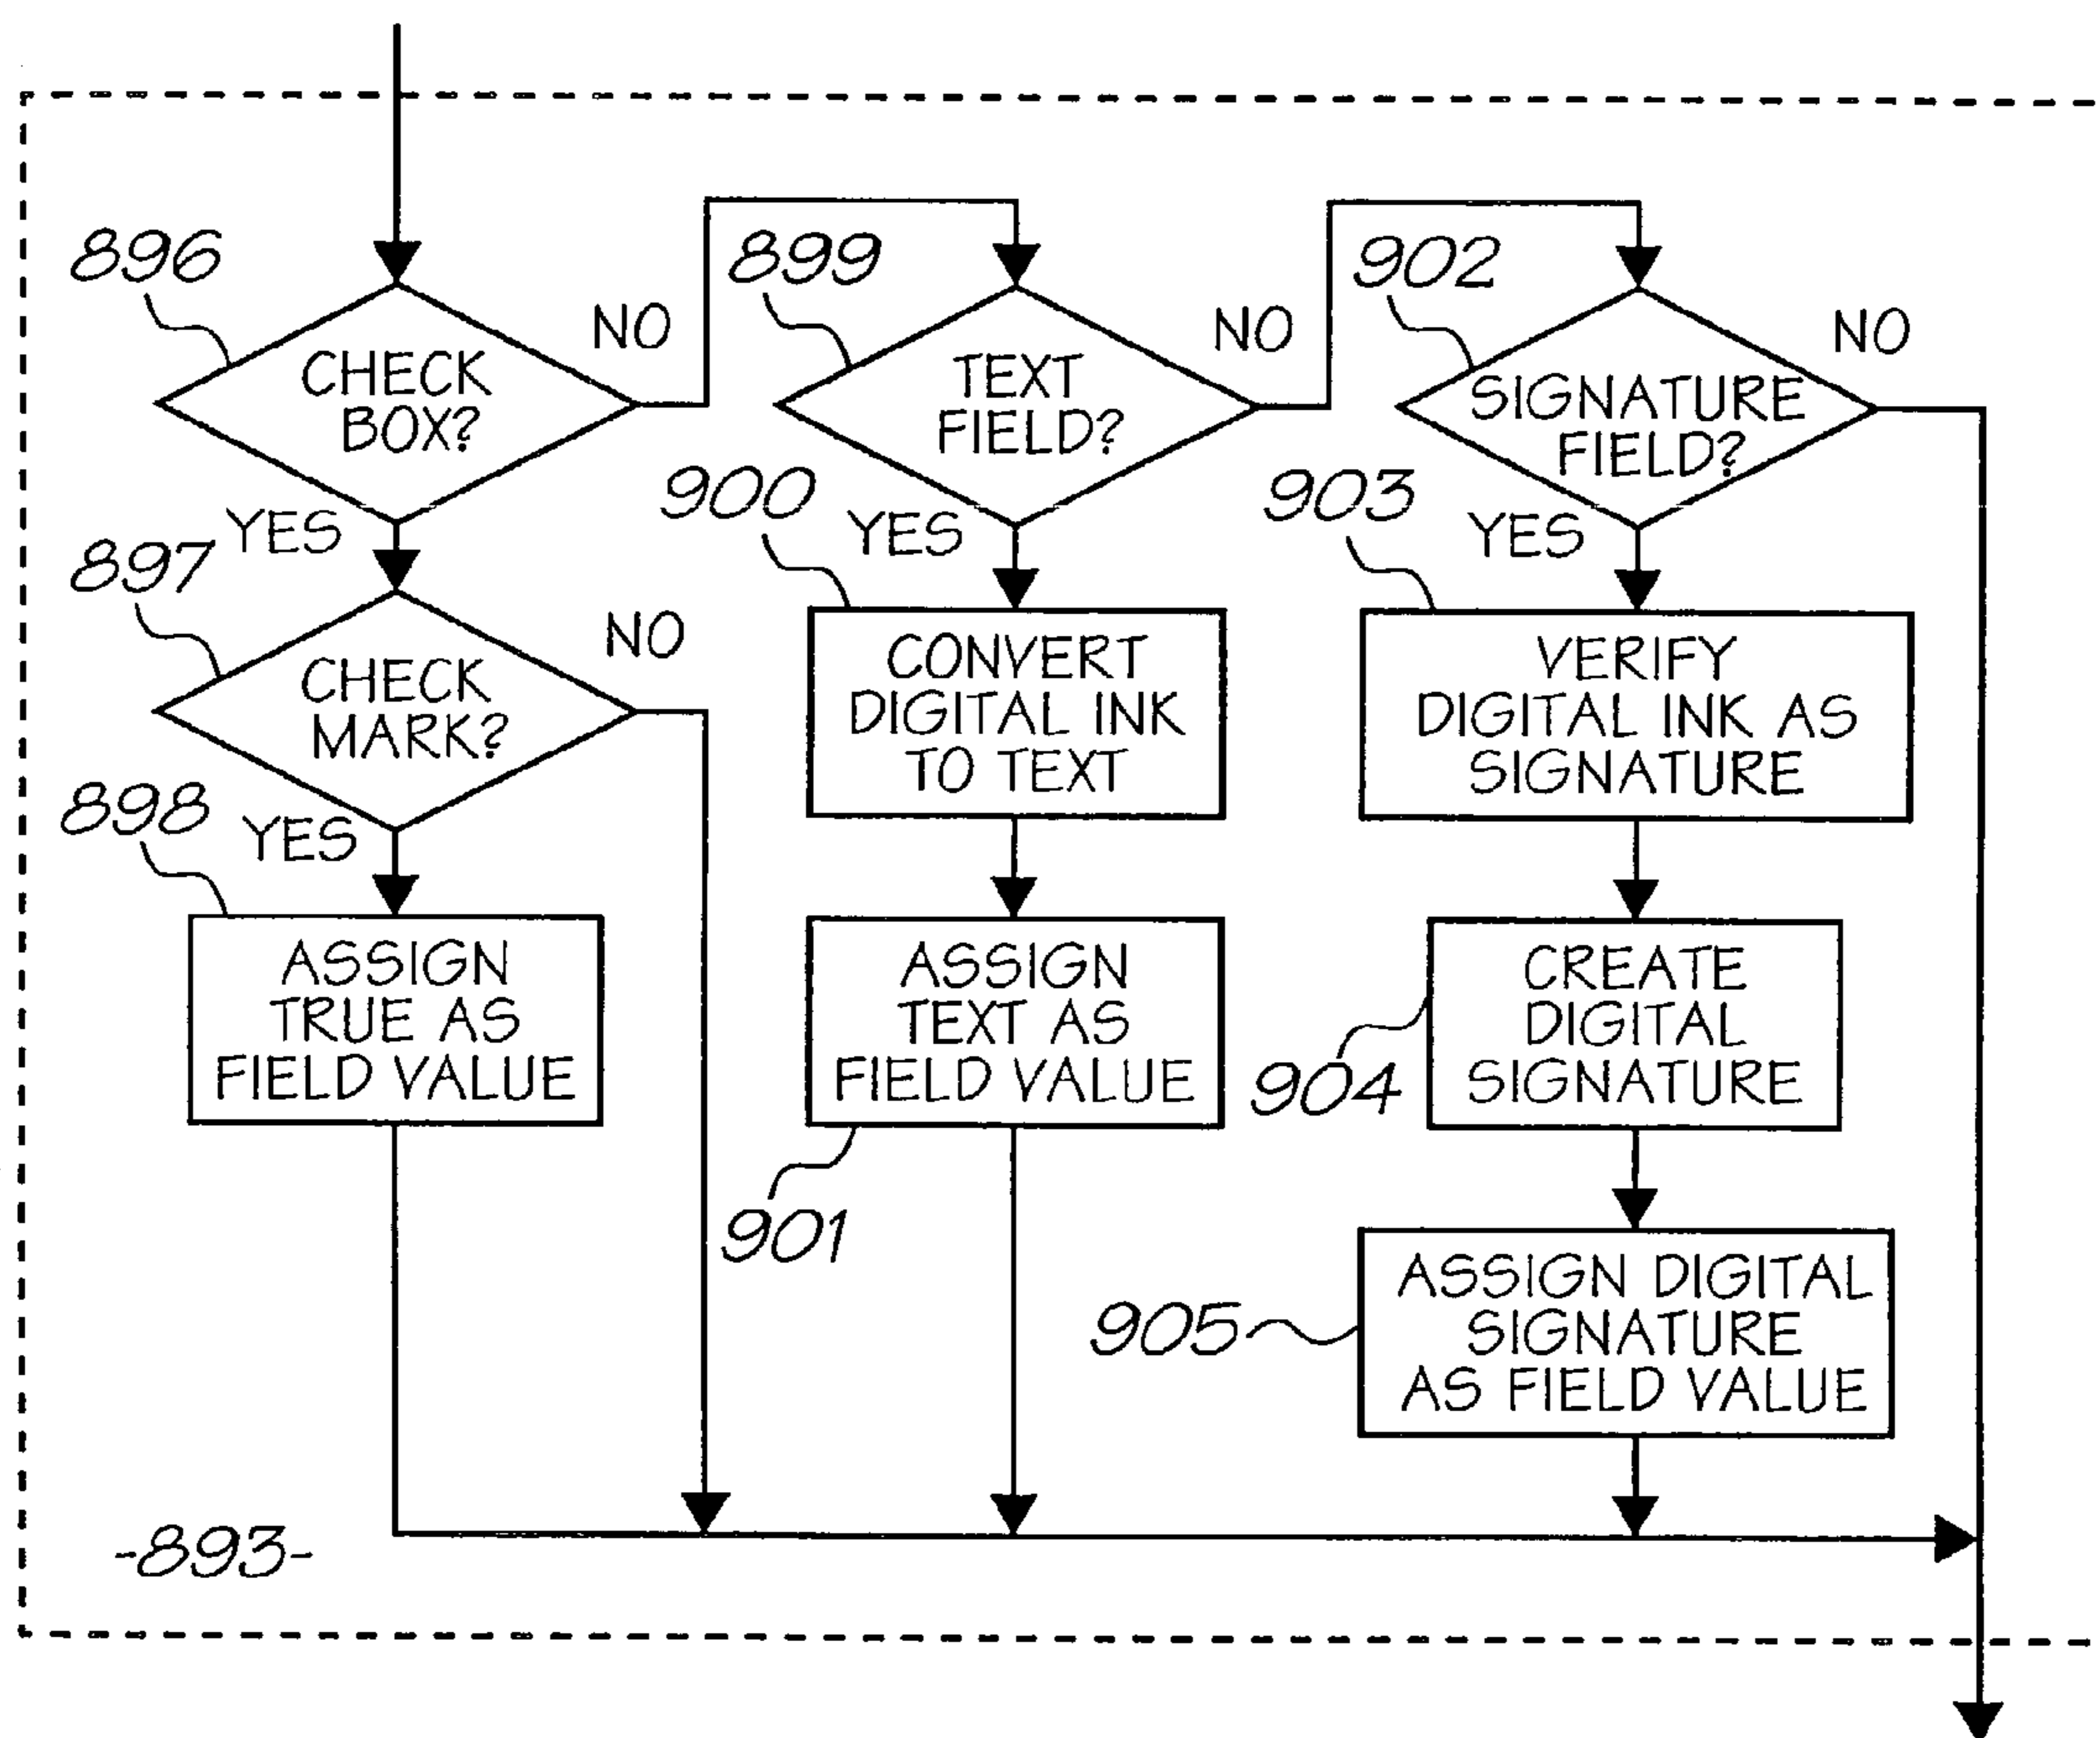 896
CHECK
BOX?
NO
YES
897
CHECK
MARK?
NO
YES
898
ASSIGN
TRUE AS
FIELD VALUE
899
TEXT
FIELD?
NO
YES
900
CONVERT
DIGITAL INK
TO TEXT
ASSIGN
TEXT AS
FIELD VALUE
901
902
SIGNATURE
FIELD?
NO
YES
903
VERIFY
DIGITAL INK AS
SIGNATURE
CREATE
DIGITAL
SIGNATURE
904
ASSIGN DIGITAL
SIGNATURE
AS FIELD VALUE
905
-893-